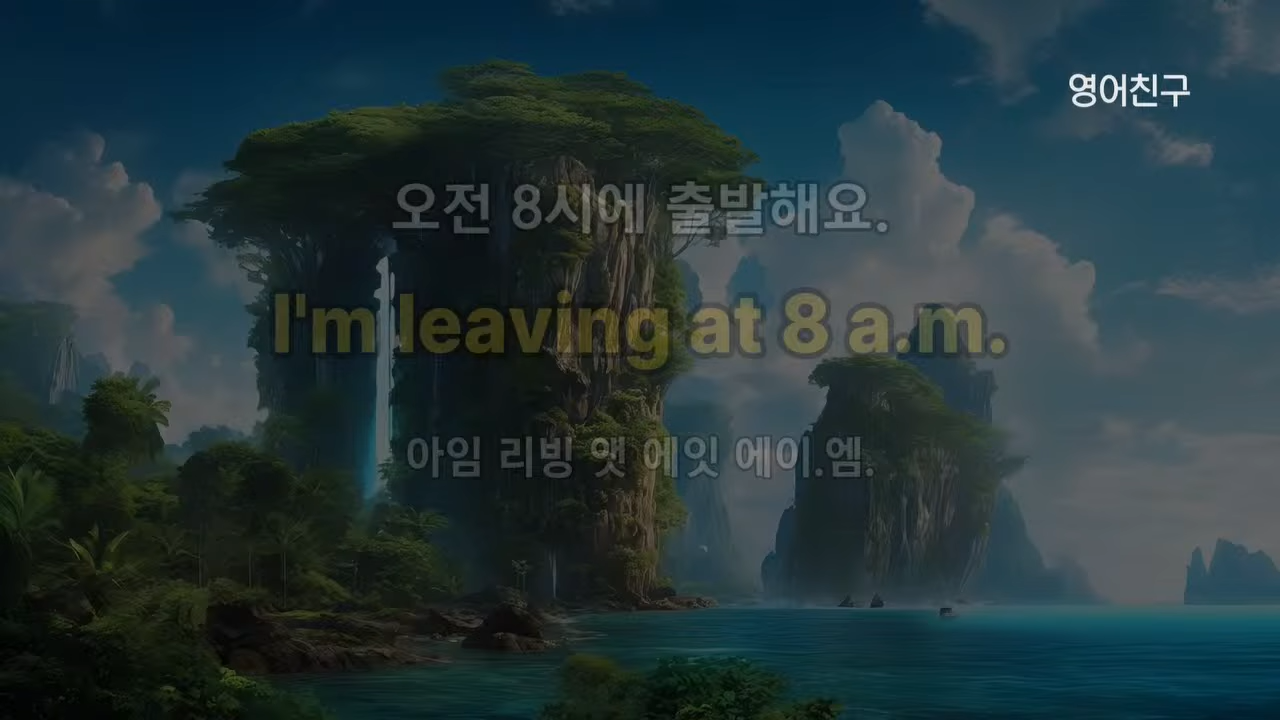 영어친구
오전 8시에 출발해요.
I'm leaving at 8 a.m.
아임 리빙 앳 에잇 에이.엠.